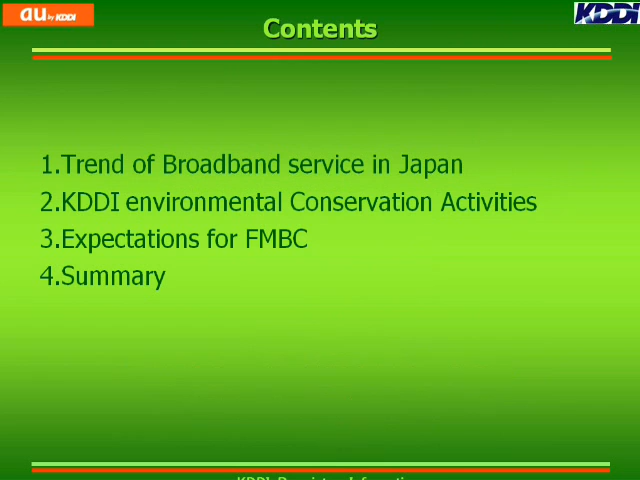 au by KDDI
KDDI
Contents
1.Trend of Broadband service in Japan
2.KDDI environmental Conservation Activities
3.Expectations for FMBC
4.Summary